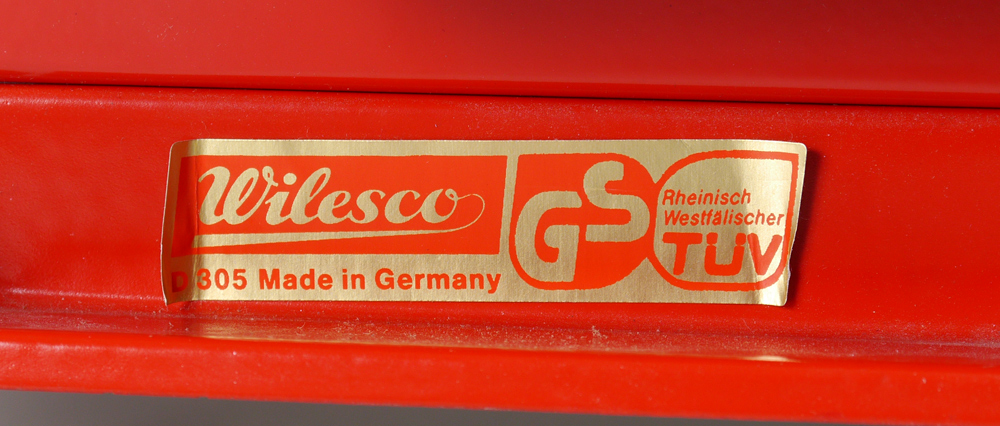 Wilesco
D 305 Made in Germany
GS
Rheinisch
Westfälischer
TÜV